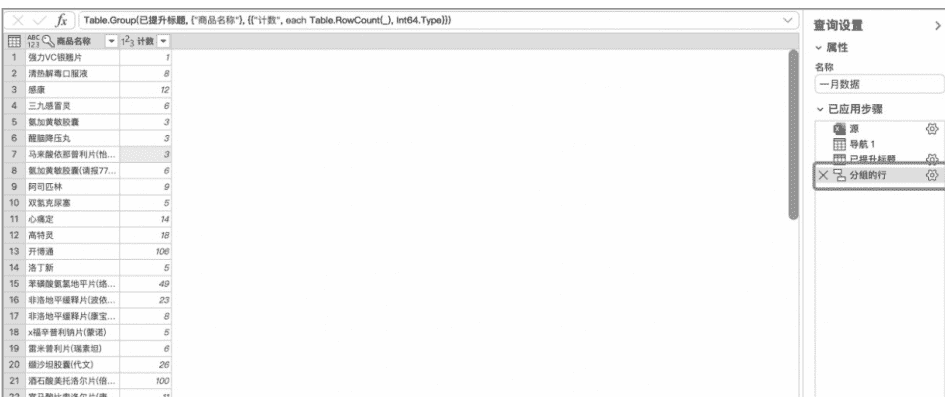 fx Table.Group(已提升标题, {"商品名称"}, {{"计数", each Table.RowCount(_), Int64.Type}})
ABC 123 商品名称 1²3 计数
1 强力VC银翘片 1
2 清热解毒口服液 8
3 感康 12
4 三九感冒灵 6
5 氨加黄敏胶囊 3
6 醒脑降压丸 3
7 马来酸依那普利片(怡... 3
8 氨加黄敏胶囊(请报77... 6
9 阿司匹林 9
10 双氢克尿塞 5
11 心痛定 14
12 高特灵 18
13 开博通 106
14 洛丁新 5
15 苯磺酸氨氯地平片(络... 49
16 非洛地平缓释片(波依... 23
17 非洛地平缓释片(康宝... 8
18 x福辛普利钠片(蒙诺) 5
19 雷米普利片(瑞素坦) 6
20 缬沙坦胶囊(代文) 26
21 酒石酸美托洛尔片(倍... 100
查询设置
属性
名称
一月数据
已应用步骤
源
导航 1
已提升标题
分组的行